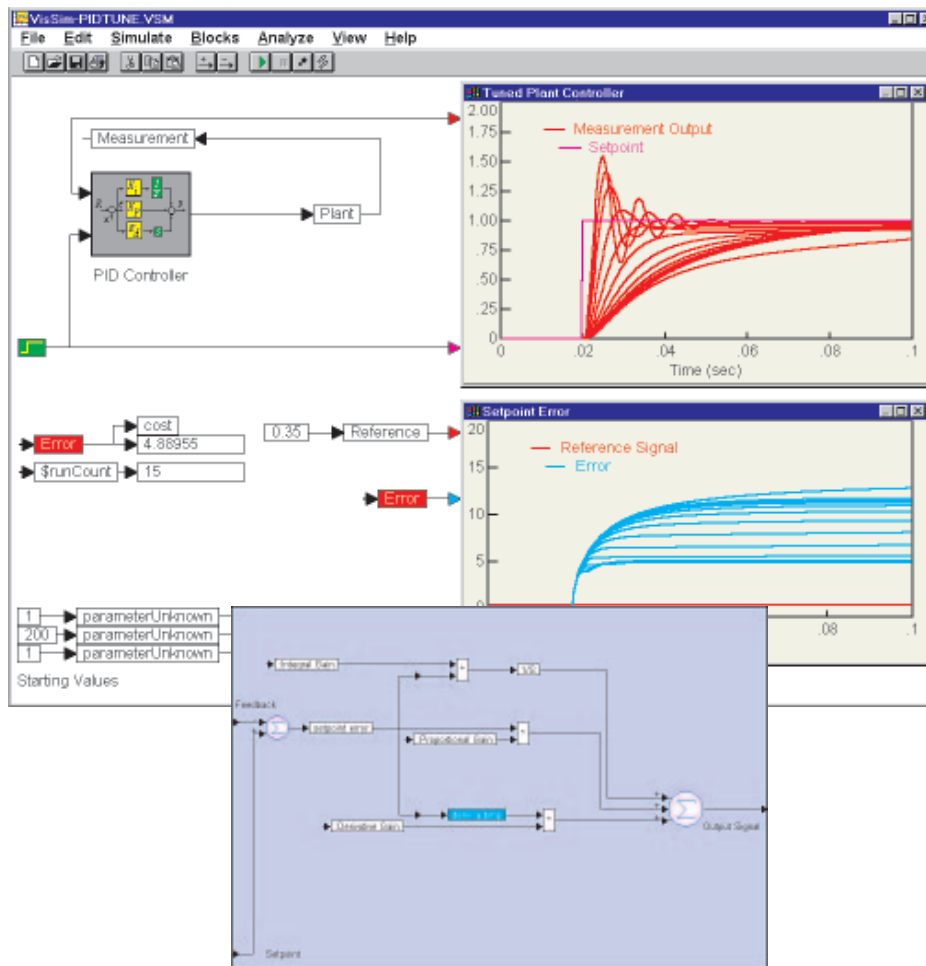 VisSim-PIDTUNE.VSM
File Edit Simulate Blocks Analyze View Help
Tuned Plant Controller
2.00
1.75
1.50
1.25
1.00
.75
.50
.25
0
Measurement Output
Setpoint
0 .02 .04 .06 .08 .1
Time (sec)
Measurement
Plant
PID Controller
Setpoint Error
20
15
10
5
0
Reference Signal
Error
.08 .1
Error
cost
4.88955
$runCount
15
0.35
Reference
Error
1 parameterUnknown
200 parameterUnknown
1 parameterUnknown
Starting Values
Integral Gain
1/S
Feedback
setpoint error
Proportional Gain
Derivative Gain
Output Signal
Setpoint